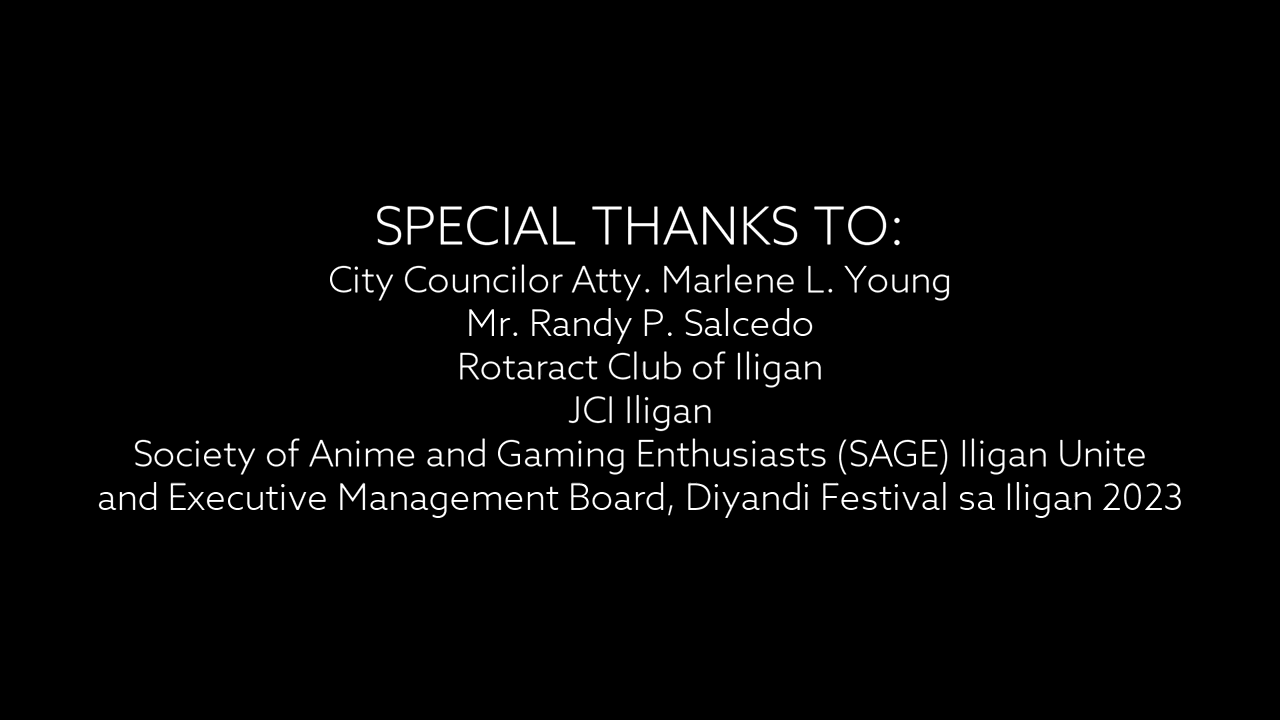 SPECIAL THANKS TO:
City Councilor Atty. Marlene L. Young
Mr. Randy P. Salcedo
Rotaract Club of Iligan
JCI Iligan
Society of Anime and Gaming Enthusiasts (SAGE) Iligan Unite
and Executive Management Board, Diyandi Festival sa Iligan 2023